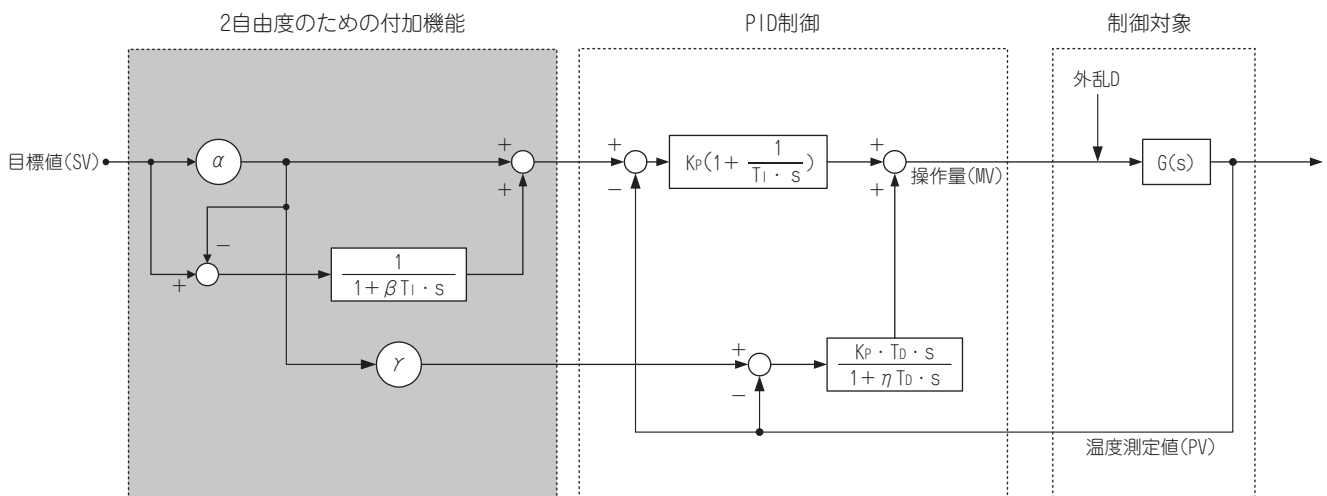 2自由度のための付加機能
PID制御
制御対象
外乱D
目標値(SV)
α
+
+
+
-
KP(1+ 1/TI・s)
+
+
操作量(MV)
G(s)
-
+
1/1+βTI・s
γ
+
-
KP・TD・s/1+ηTD・s
温度測定値(PV)